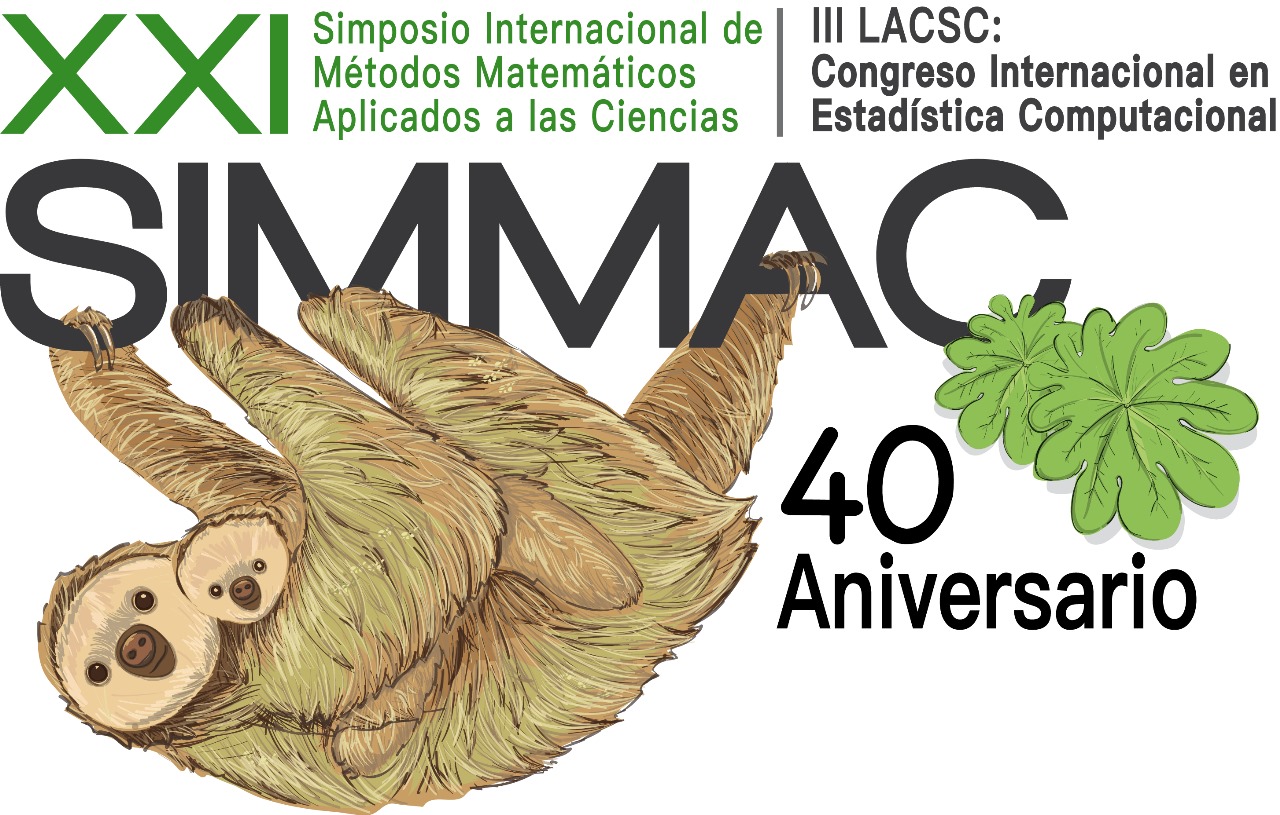 XXI
Simposio Internacional de
Métodos Matemáticos
Aplicados a las Ciencias
III LACSC:
Congreso Internacional en
Estadística Computacional
SIMMAC
40
Aniversario